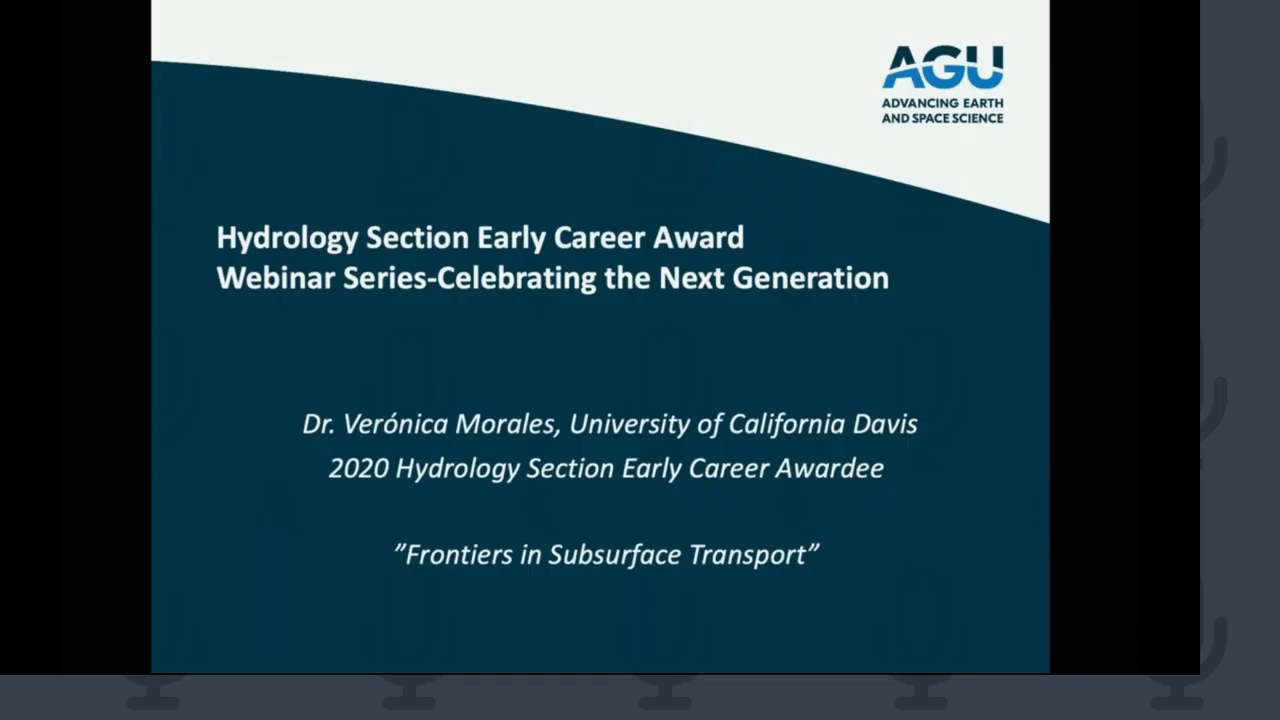 AGU
ADVANCING EARTH
AND SPACE SCIENCE
Hydrology Section Early Career Award
Webinar Series-Celebrating the Next Generation
Dr. Verónica Morales, University of California Davis
2020 Hydrology Section Early Career Awardee
”Frontiers in Subsurface Transport”